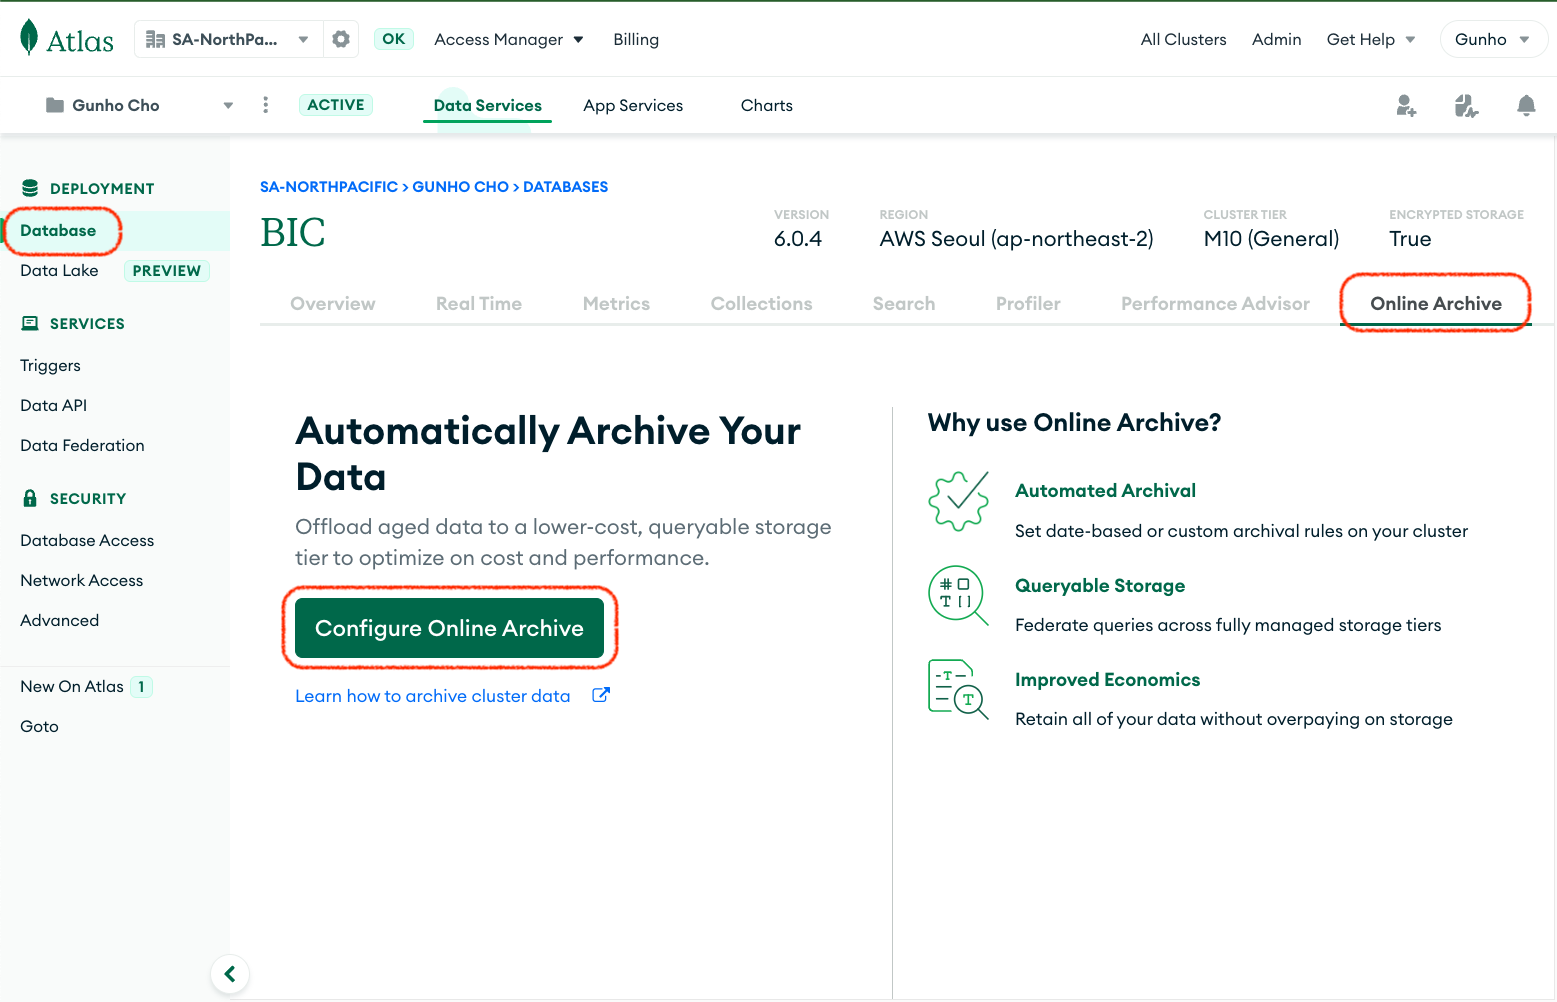 Atlas
SA-NorthPa...
OK
Access Manager
Billing
All Clusters
Admin
Get Help
Gunho
Gunho Cho
ACTIVE
Data Services
App Services
Charts
DEPLOYMENT
Database
Data Lake PREVIEW
SERVICES
Triggers
Data API
Data Federation
SECURITY
Database Access
Network Access
Advanced
New On Atlas 1
Goto
SA-NORTHPACIFIC > GUNHO CHO > DATABASES
BIC
VERSION
6.0.4
REGION
AWS Seoul (ap-northeast-2)
CLUSTER TIER
M10 (General)
ENCRYPTED STORAGE
True
Overview
Real Time
Metrics
Collections
Search
Profiler
Performance Advisor
Online Archive
Automatically Archive Your
Data
Offload aged data to a lower-cost, queryable storage
tier to optimize on cost and performance.
Configure Online Archive
Learn how to archive cluster data
Why use Online Archive?
Automated Archival
Set date-based or custom archival rules on your cluster
Queryable Storage
Federate queries across fully managed storage tiers
Improved Economics
Retain all of your data without overpaying on storage